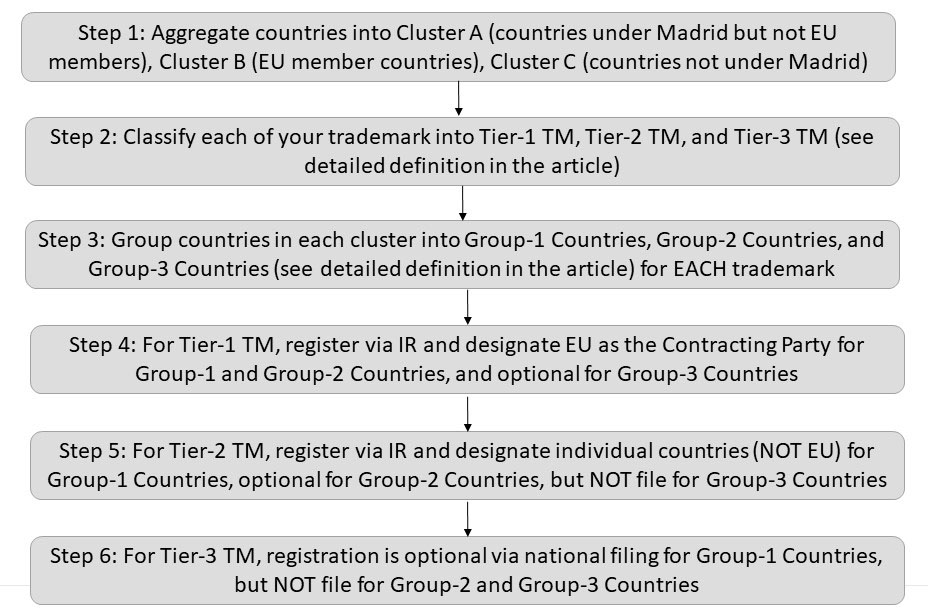 Step 1: Aggregate countries into Cluster A (countries under Madrid but not EU
members), Cluster B (EU member countries), Cluster C (countries not under Madrid)
Step 2: Classify each of your trademark into Tier-1 TM, Tier-2 TM, and Tier-3 TM (see
detailed definition in the article)
Step 3: Group countries in each cluster into Group-1 Countries, Group-2 Countries, and
Group-3 Countries (see detailed definition in the article) for EACH trademark
Step 4: For Tier-1 TM, register via IR and designate EU as the Contracting Party for
Group-1 and Group-2 Countries, and optional for Group-3 Countries
Step 5: For Tier-2 TM, register via IR and designate individual countries (NOT EU) for
Group-1 Countries, optional for Group-2 Countries, but NOT file for Group-3 Countries
Step 6: For Tier-3 TM, registration is optional via national filing for Group-1 Countries,
but NOT file for Group-2 and Group-3 Countries